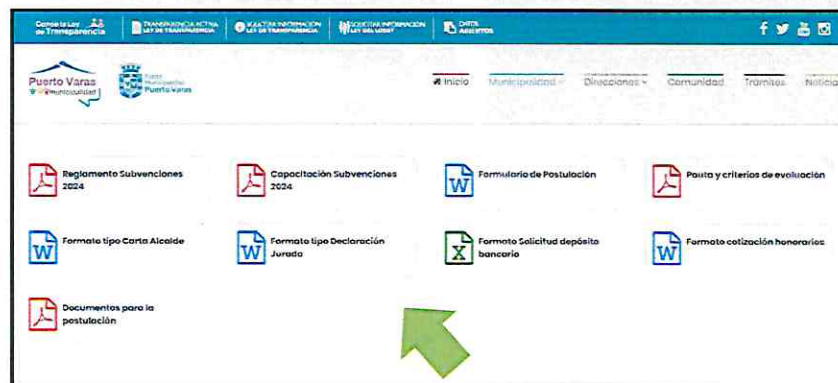 Conoce la Ley
de Transparencia
TRANSPARENCIA ACTIVA
LEY DE TRANSPARENCIA
SOLICITAR INFORMACIÓN
LEY DE TRANSPARENCIA
SOLICITAR INFORMACIÓN
LEY DEL LOBBY
DATOS
ABIERTOS
Puerto Varas
Municipalidad
Ilustre
Municipalidad
Puerto Varas
Inicio
Municipalidad
Direcciones
Comunidad
Trámites
Noticias
Reglamento Subvenciones
2024
Capacitación Subvenciones
2024
Formulario de Postulación
Pauta y criterios de evaluación
Formato tipo Carta Alcalde
Formato tipo Declaración
Jurada
Formato Solicitud depósito
bancario
Formato cotización honorarios
Documentos para la
postulación